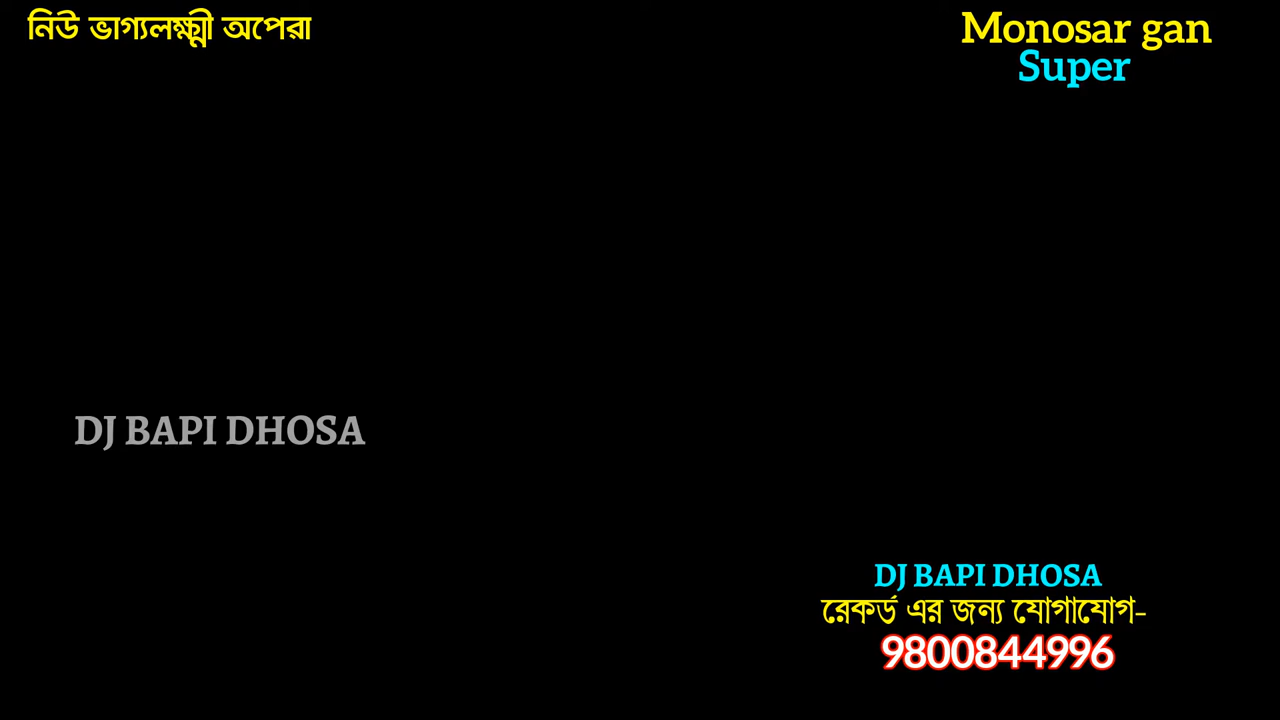 নিউ ভাগ্যলক্ষ্মী অপেরা
Monosar gan
Super
DJ BAPI DHOSA
DJ BAPI DHOSA
রেকর্ড এর জন্য যোগাযোগ-
9800844996